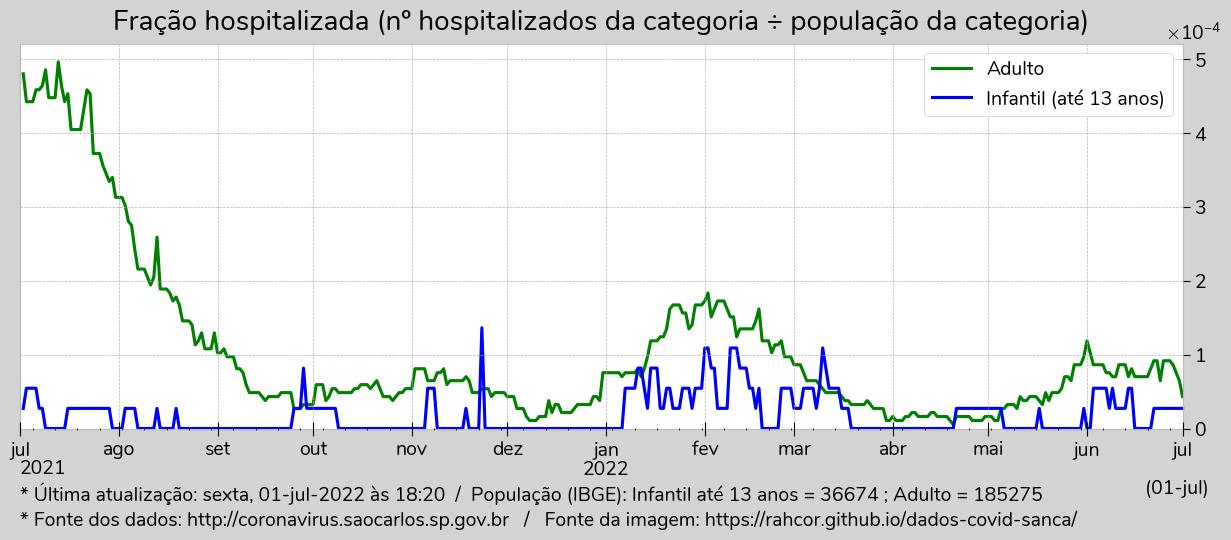 Fração hospitalizada (nº hospitalizados da categoria ÷ população da categoria)
×10⁻⁴
Adulto
Infantil (até 13 anos)
5
4
3
2
1
0
jul ago set out nov dez jan fev mar abr mai jun jul
2021 2022
(01-jul)
* Última atualização: sexta, 01-jul-2022 às 18:20 / População (IBGE): Infantil até 13 anos = 36674 ; Adulto = 185275
* Fonte dos dados: http://coronavirus.saocarlos.sp.gov.br / Fonte da imagem: https://rahcor.github.io/dados-covid-sanca/